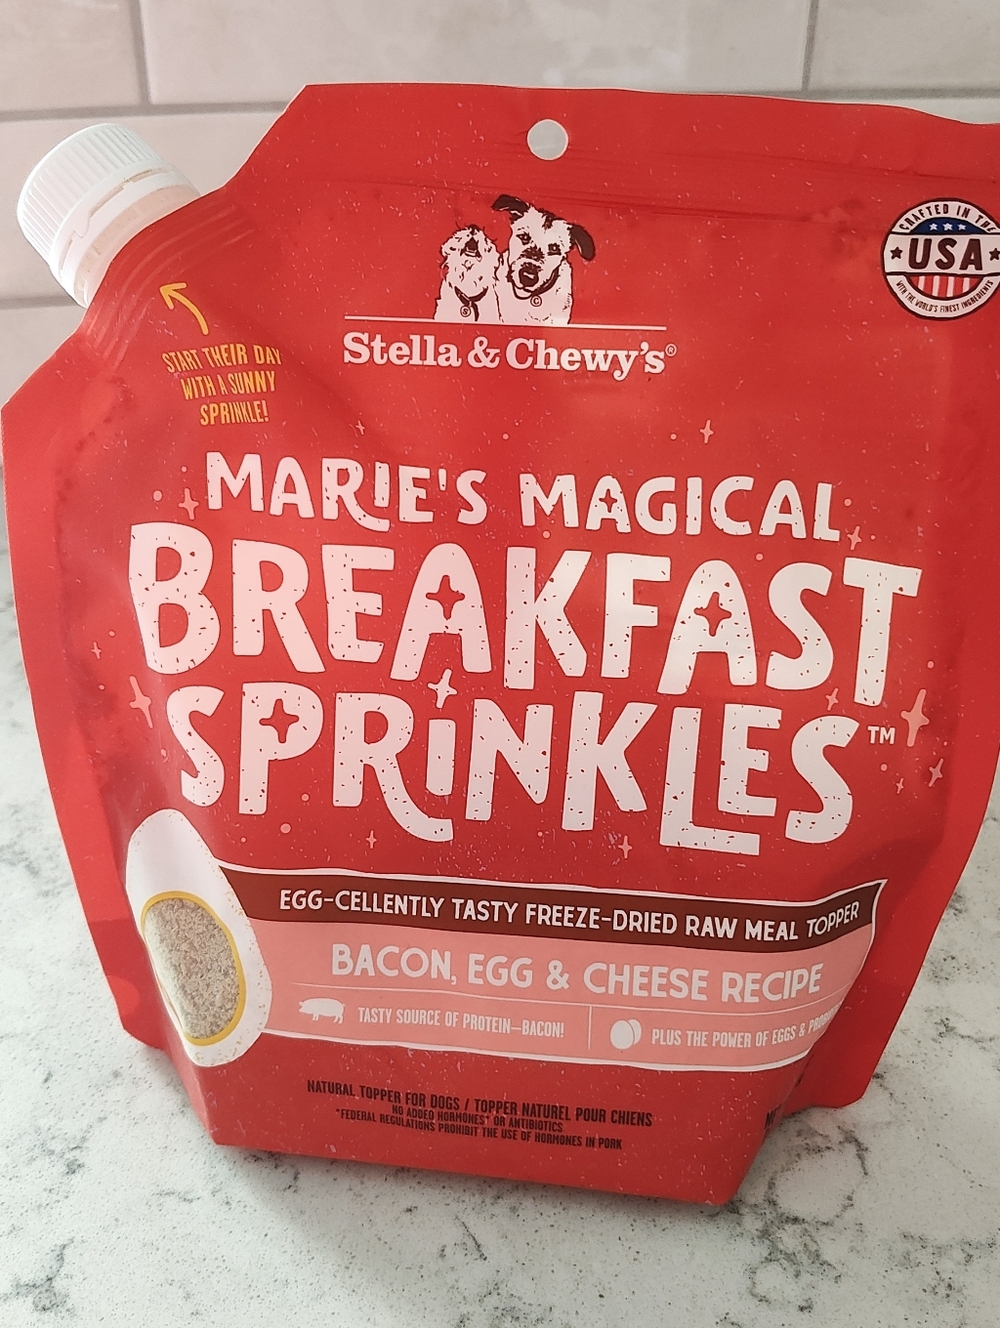 CRAFTED IN THE
USA
WITH THE WORLD'S FINEST INGREDIENTS
Stella & Chewy's®
START THEIR DAY
WITH A SUNNY
SPRINKLE!
MARIE'S MAGICAL
BREAKFAST
SPRiNKLES™
EGG-CELLENTLY TASTY FREEZE-DRIED RAW MEAL TOPPER
BACON, EGG & CHEESE RECIPE
TASTY SOURCE OF PROTEIN—BACON!
PLUS THE POWER OF EGGS &
NATURAL TOPPER FOR DOGS / TOPPER NATUREL POUR CHIENS
NO ADDED HORMONES* OR ANTIBIOTICS
*FEDERAL REGULATIONS PROHIBIT THE USE OF HORMONES IN PORK